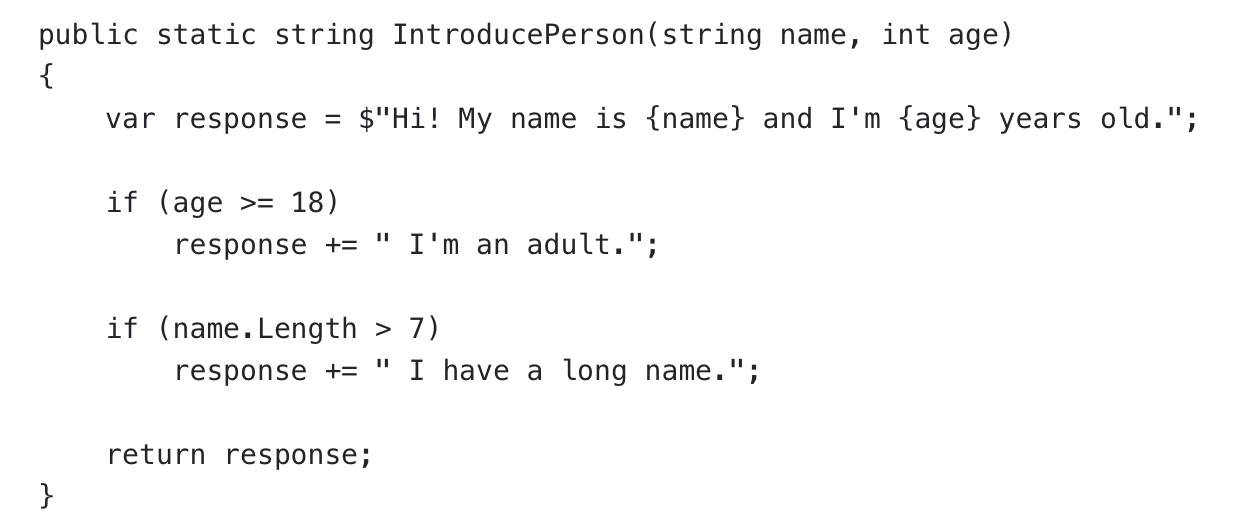 public static string IntroducePerson(string name, int age)
{
    var response = $"Hi! My name is {name} and I'm {age} years old.";

    if (age >= 18)
        response += " I'm an adult.";

    if (name.Length > 7)
        response += " I have a long name.";

    return response;
}